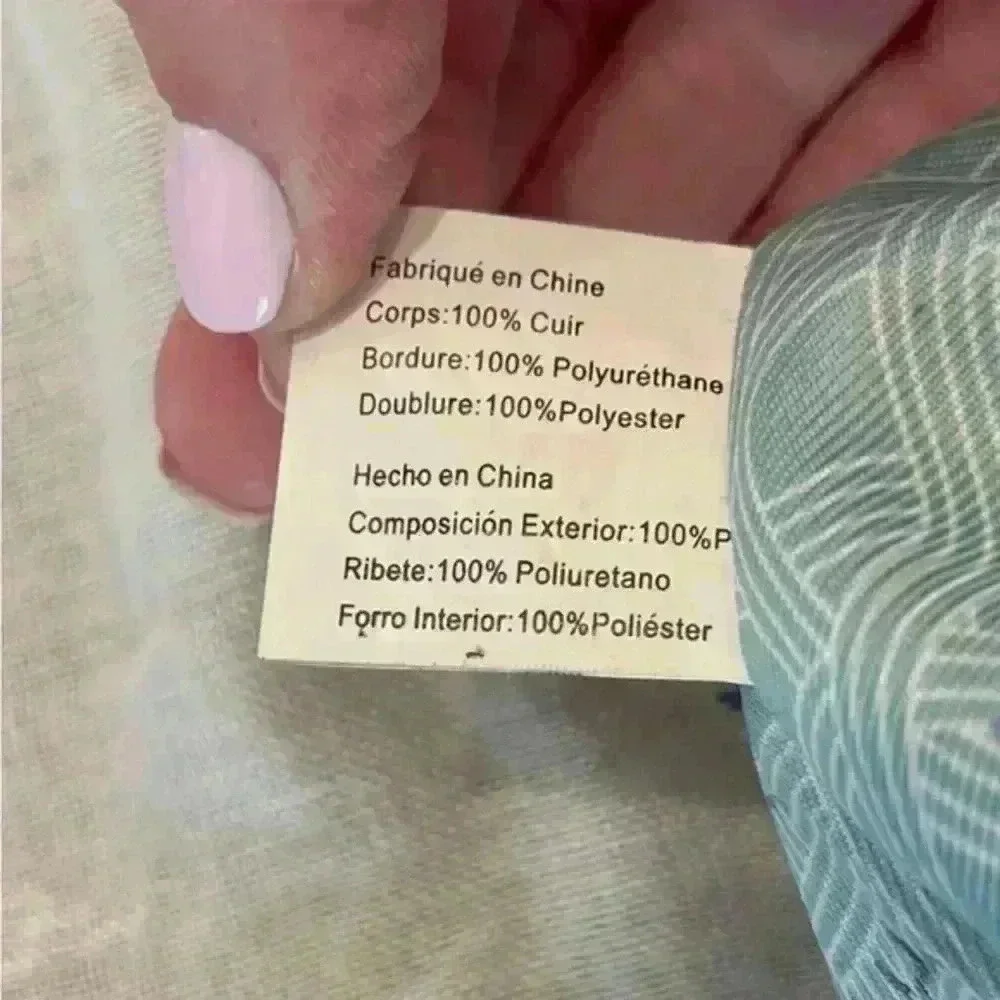 Fabriqué en Chine
Corps:100% Cuir
Bordure:100% Polyuréthane
Doublure:100%Polyester
Hecho en China
Composición Exterior:100%P
Ribete:100% Poliuretano
Forro Interior:100%Poliéster